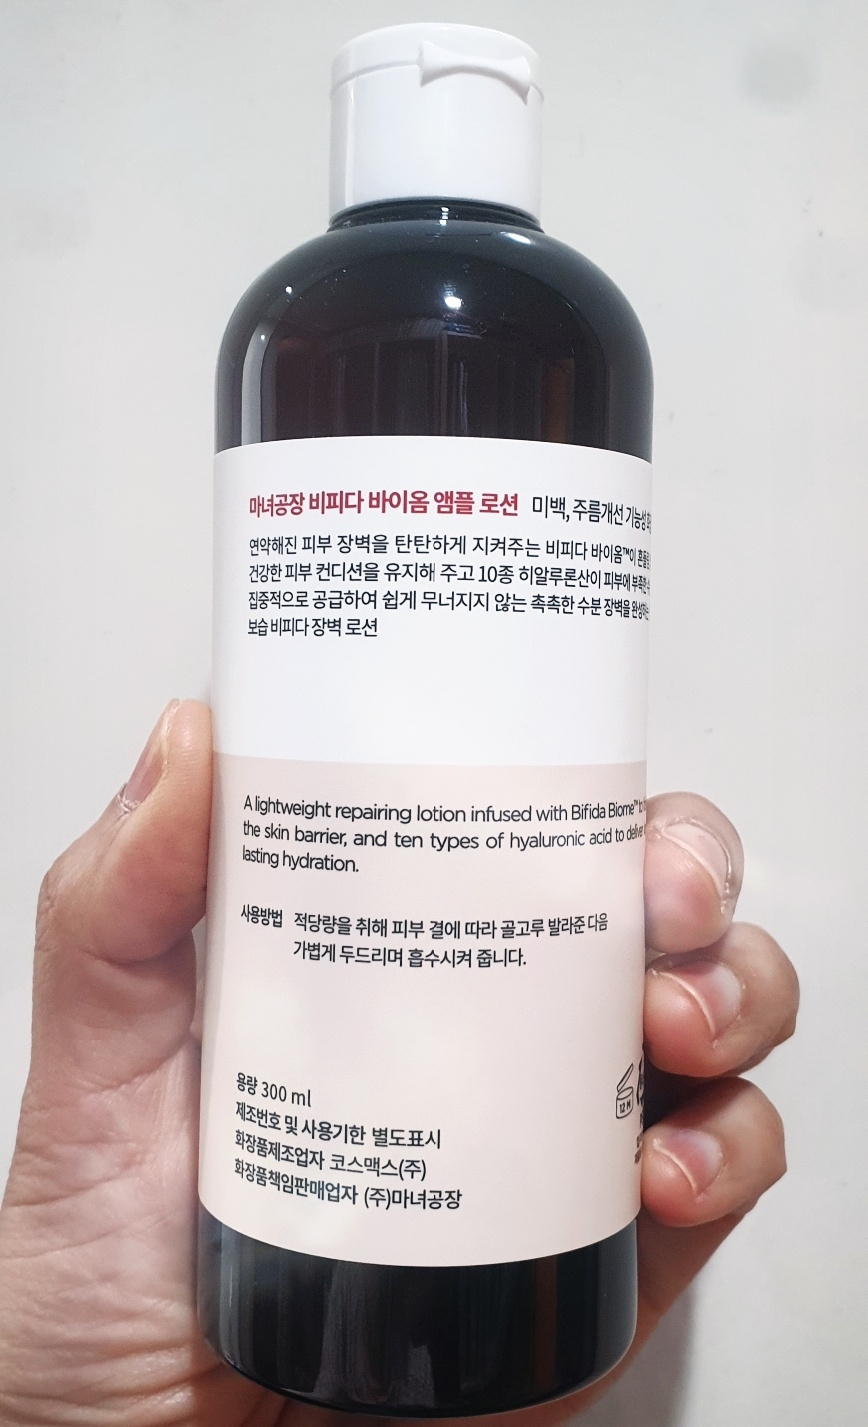 마녀공장 비피다 바이옴 앰플 로션 미백, 주름개선 기능성
연약해진 피부 장벽을 탄탄하게 지켜주는 비피다 바이옴™이
건강한 피부 컨디션을 유지해 주고 10종 히알루론산이 피부에 부족한
집중적으로 공급하여 쉽게 무너지지 않는 촉촉한 수분 장벽을
보습 비피다 장벽 로션
A lightweight repairing lotion infused with Bifida Biome™ to
the skin barrier, and ten types of hyaluronic acid to deliver
lasting hydration.
사용방법 적당량을 취해 피부 결에 따라 골고루 발라준 다음
가볍게 두드리며 흡수시켜 줍니다.
용량 300 ml
제조번호 및 사용기한 별도표시
화장품제조업자 코스맥스(주)
화장품책임판매업자 (주)마녀공장
12 M